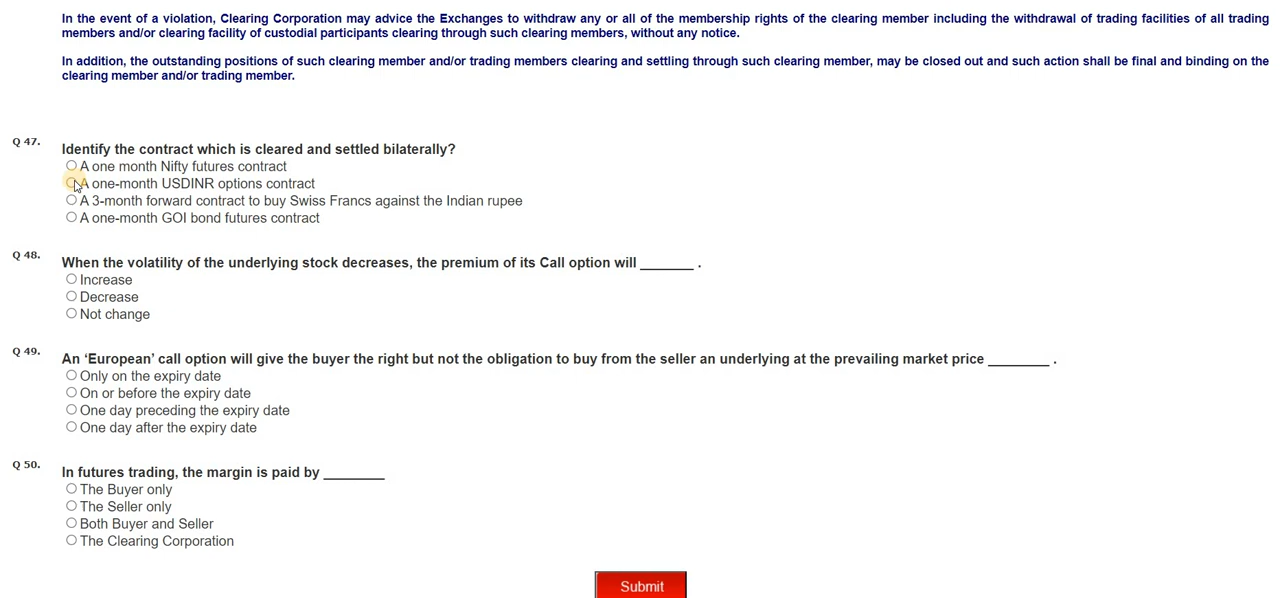 In the event of a violation, Clearing Corporation may advice the Exchanges to withdraw any or all of the membership rights of the clearing member including the withdrawal of trading facilities of all trading
members and/or clearing facility of custodial participants clearing through such clearing members, without any notice.
In addition, the outstanding positions of such clearing member and/or trading members clearing and settling through such clearing member, may be closed out and such action shall be final and binding on the
clearing member and/or trading member.
Q 47. Identify the contract which is cleared and settled bilaterally?
A one month Nifty futures contract
A one-month USDINR options contract
A 3-month forward contract to buy Swiss Francs against the Indian rupee
A one-month GOI bond futures contract
Q 48. When the volatility of the underlying stock decreases, the premium of its Call option will _______ .
Increase
Decrease
Not change
Q 49. An ‘European’ call option will give the buyer the right but not the obligation to buy from the seller an underlying at the prevailing market price ________ .
Only on the expiry date
On or before the expiry date
One day preceding the expiry date
One day after the expiry date
Q 50. In futures trading, the margin is paid by ________
The Buyer only
The Seller only
Both Buyer and Seller
The Clearing Corporation
Submit